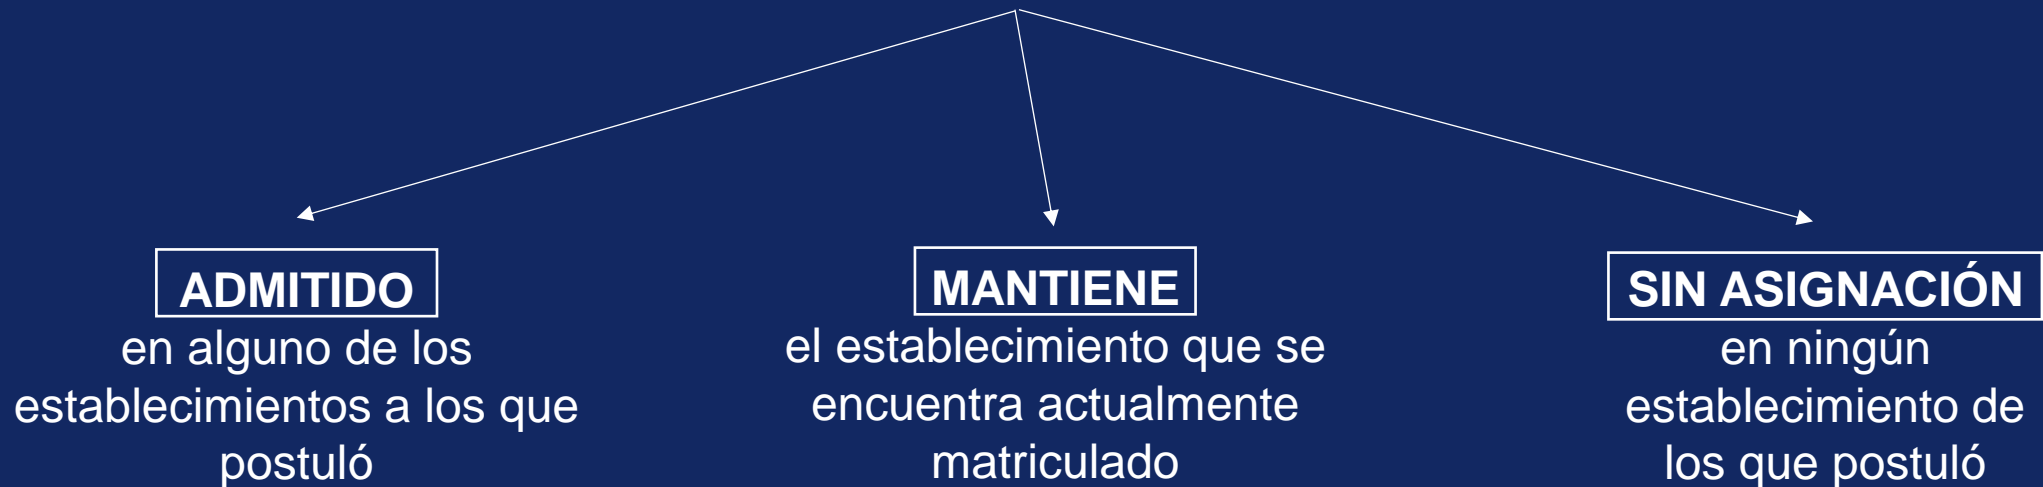 ADMITIDO
en alguno de los
establecimientos a los que
postuló
MANTIENE
el establecimiento que se
encuentra actualmente
matriculado
SIN ASIGNACIÓN
en ningún
establecimiento de
los que postuló